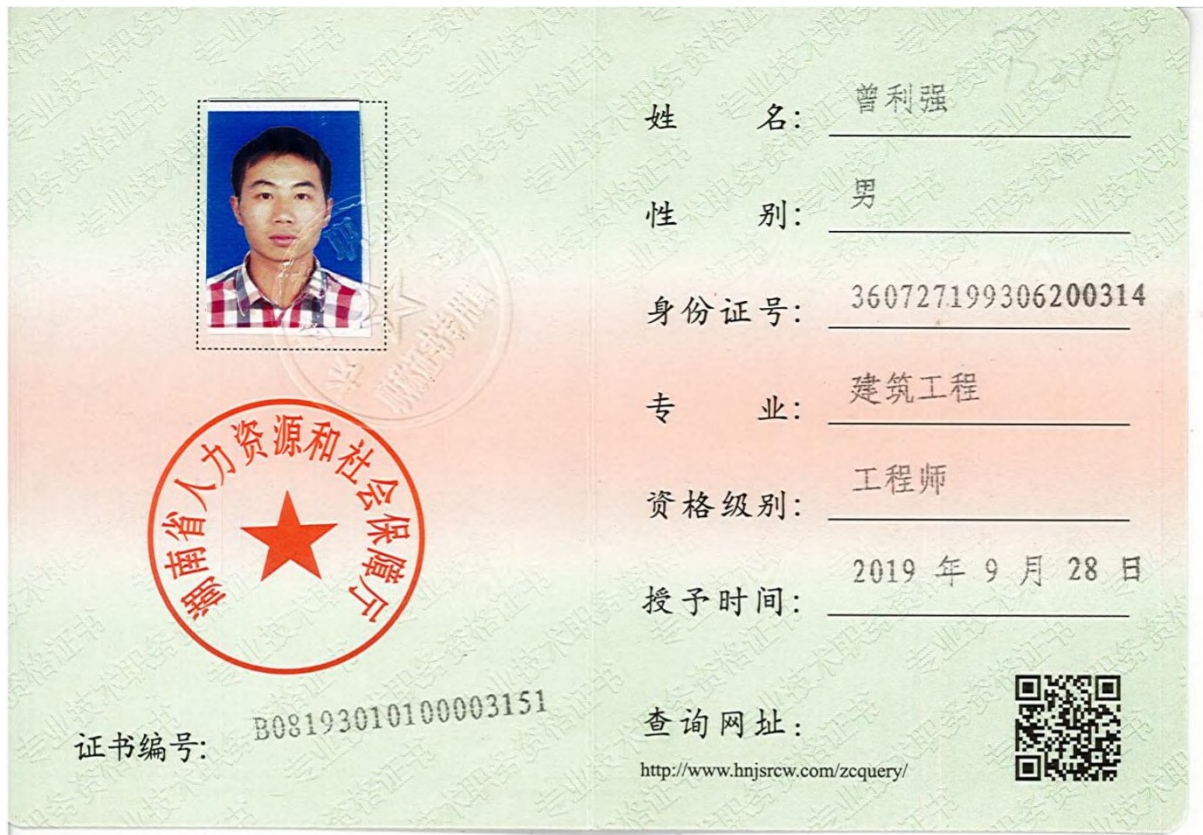 姓 名: 曾利强
性 别: 男
身份证号: 360727199306200314
专 业: 建筑工程
资格级别: 工程师
授予时间: 2019 年 9 月 28 日
查询网址:
http://www.hnjsrcw.com/zcquery/
湖南省人力资源和社会保障厅
证书编号: B08193010100003151